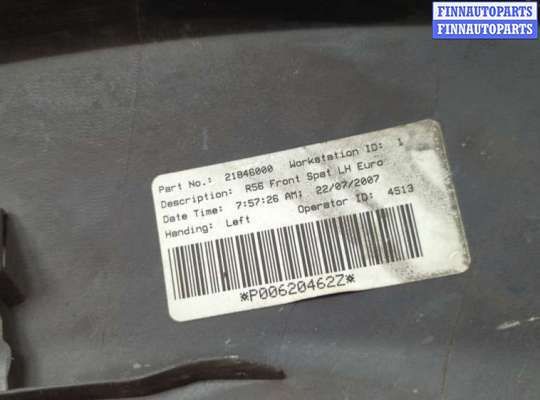 FINNAUTOPARTS
FINNAUTOPARTS
Part No.: 21846000 Workstation ID: 1
Description: R56 Front Spat LH Euro
Date Time: 7:57:26 AM: 22/07/2007
Handing: Left Operator ID: 4513
*P00620462Z*